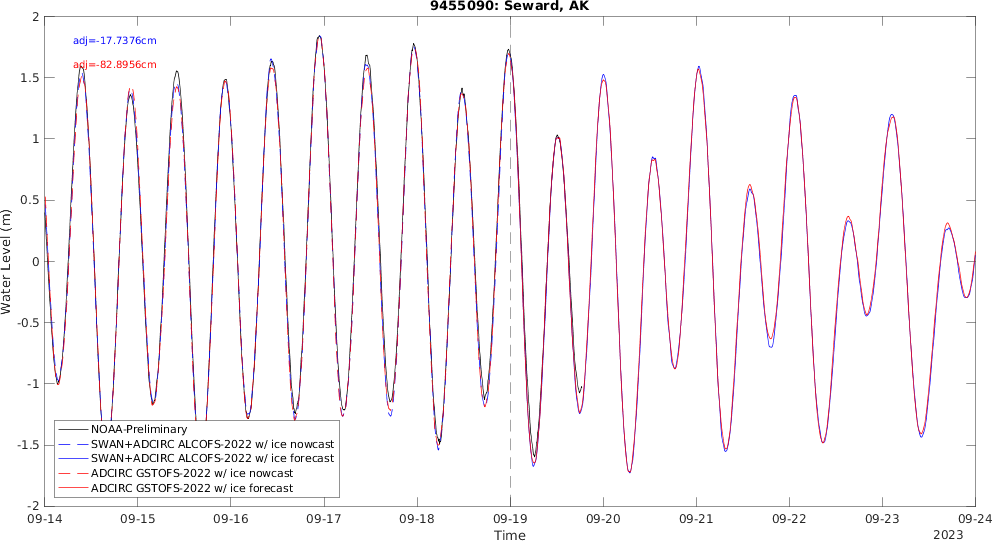 9455090: Seward, AK
adj=-17.7376cm
adj=-82.8956cm
Water Level (m)
2
1.5
1
0.5
0
-0.5
-1
-1.5
-2
NOAA-Preliminary
SWAN+ADCIRC ALCOFS-2022 w/ ice nowcast
SWAN+ADCIRC ALCOFS-2022 w/ ice forecast
ADCIRC GSTOFS-2022 w/ ice nowcast
ADCIRC GSTOFS-2022 w/ ice forecast
09-14 09-15 09-16 09-17 09-18 09-19 09-20 09-21 09-22 09-23 09-24
Time
2023